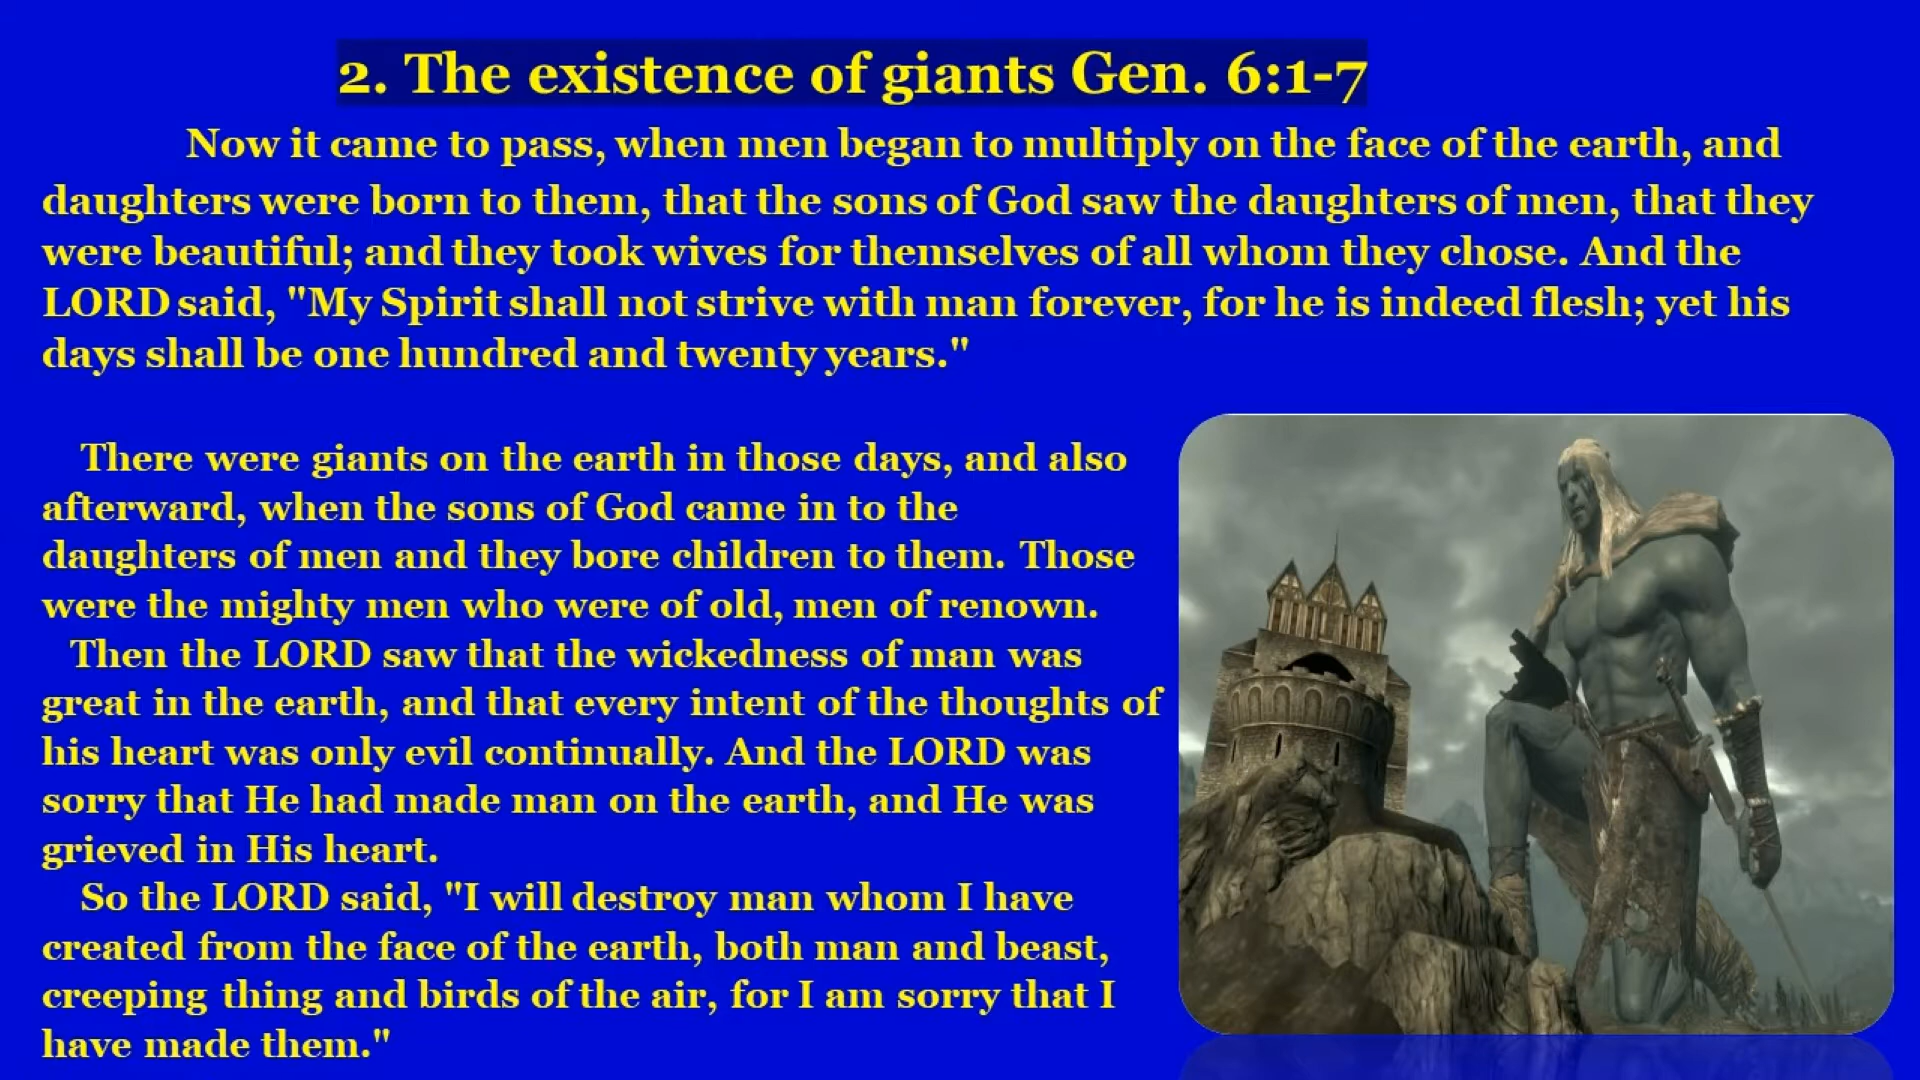 2. The existence of giants Gen. 6:1-7
Now it came to pass, when men began to multiply on the face of the earth, and
daughters were born to them, that the sons of God saw the daughters of men, that they
were beautiful; and they took wives for themselves of all whom they chose. And the
LORD said, "My Spirit shall not strive with man forever, for he is indeed flesh; yet his
days shall be one hundred and twenty years."
There were giants on the earth in those days, and also
afterward, when the sons of God came in to the
daughters of men and they bore children to them. Those
were the mighty men who were of old, men of renown.
Then the LORD saw that the wickedness of man was
great in the earth, and that every intent of the thoughts of
his heart was only evil continually. And the LORD was
sorry that He had made man on the earth, and He was
grieved in His heart.
So the LORD said, "I will destroy man whom I have
created from the face of the earth, both man and beast,
creeping thing and birds of the air, for I am sorry that I
have made them."